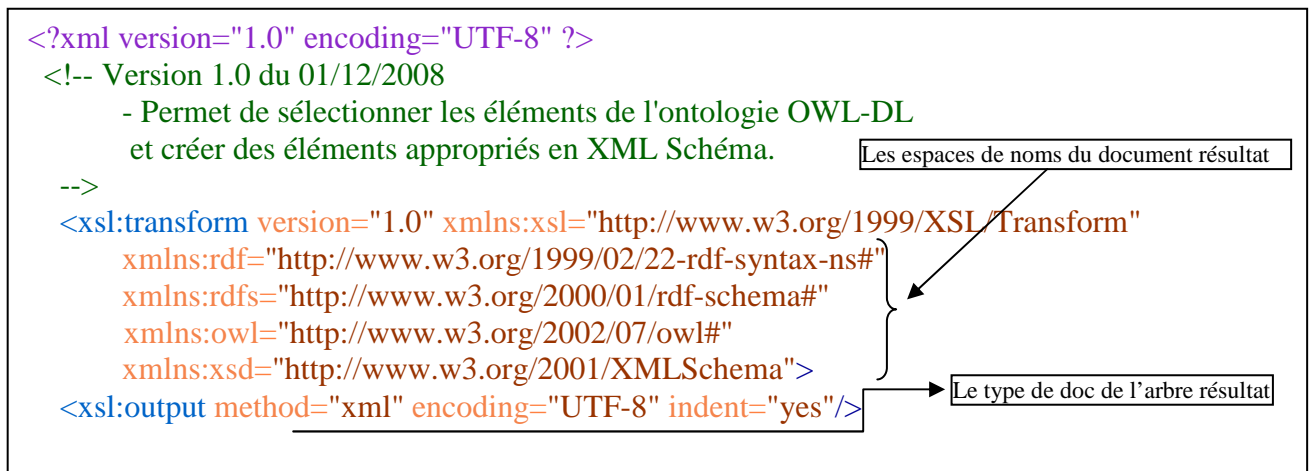 <?xml version="1.0" encoding="UTF-8" ?>
<!-- Version 1.0 du 01/12/2008
- Permet de sélectionner les éléments de l'ontologie OWL-DL
et créer des éléments appropriés en XML Schéma.
Les espaces de noms du document résultat
-->
<xsl:transform version="1.0" xmlns:xsl="http://www.w3.org/1999/XSL/Transform"
xmlns:rdf="http://www.w3.org/1999/02/22-rdf-syntax-ns#"
xmlns:rdfs="http://www.w3.org/2000/01/rdf-schema#"
xmlns:owl="http://www.w3.org/2002/07/owl#"
xmlns:xsd="http://www.w3.org/2001/XMLSchema">
Le type de doc de l’arbre résultat
<xsl:output method="xml" encoding="UTF-8" indent="yes"/>